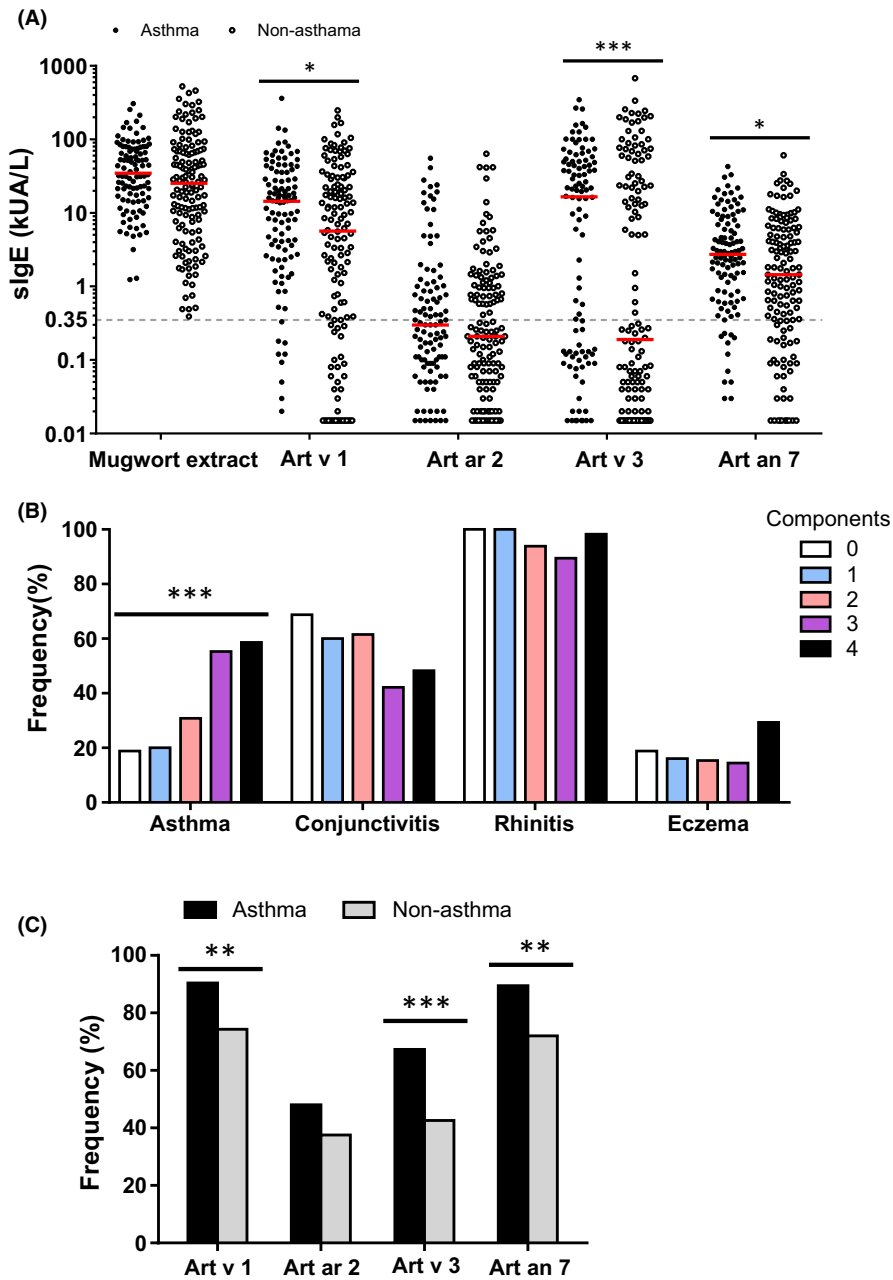 (A)
Asthma Non-asthama
sIgE (kUA/L)
1000
100
10
1
0.35
0.1
0.01
* *** *
Mugwort extract Art v 1 Art ar 2 Art v 3 Art an 7
(B)
Frequency(%)
100
80
60
40
20
0
***
Asthma Conjunctivitis Rhinitis Eczema
Components
0
1
2
3
4
(C)
Asthma Non-asthma
Frequency (%)
100
80
60
40
20
0
** *** **
Art v 1 Art ar 2 Art v 3 Art an 7